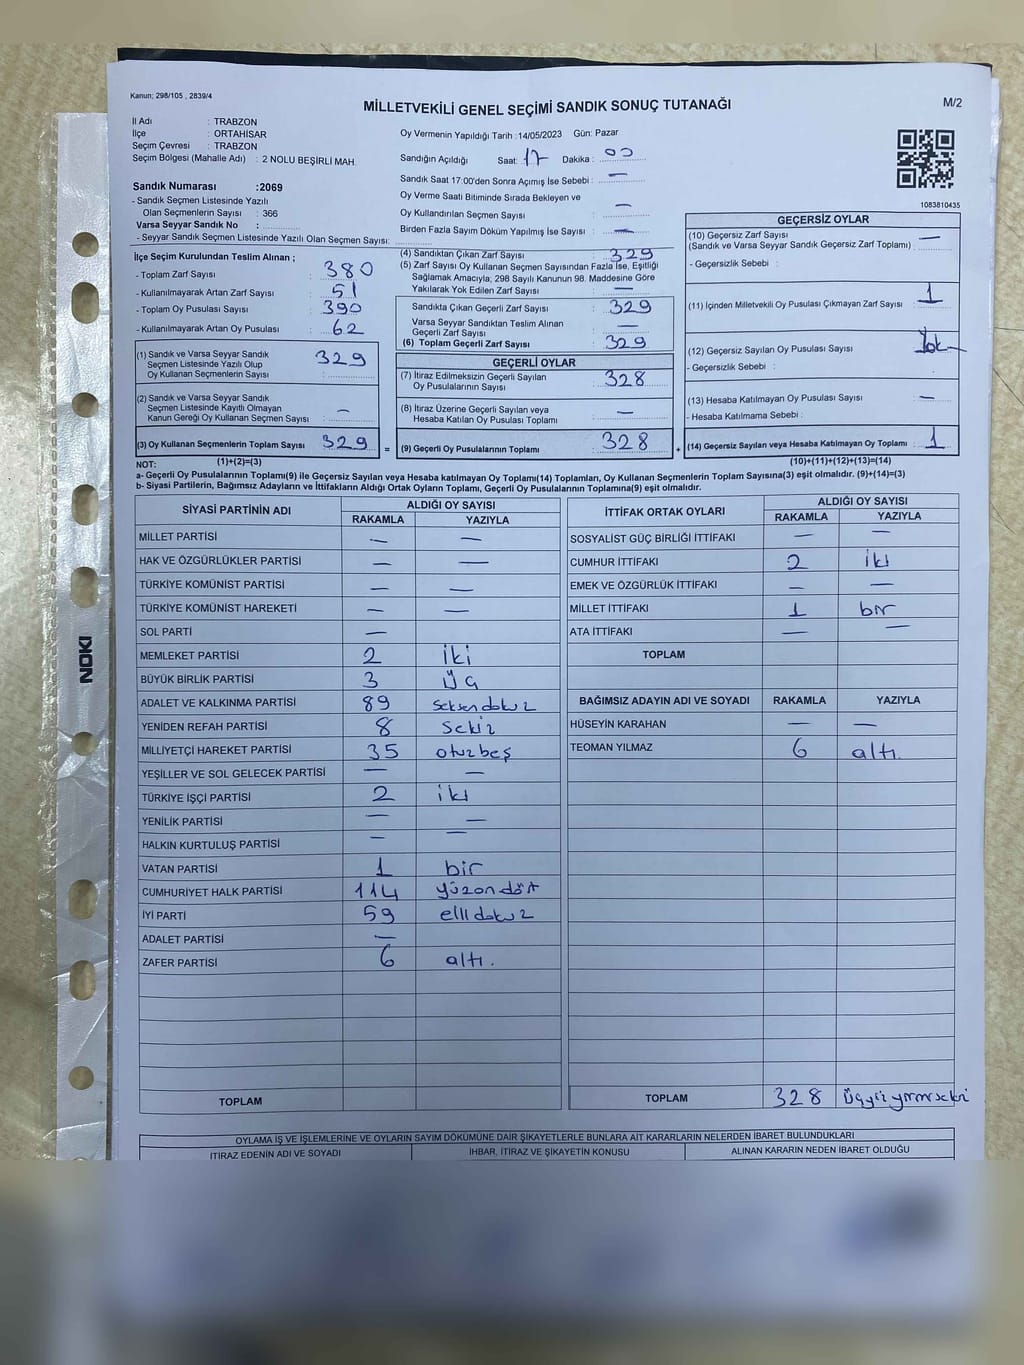 Kanun; 298/105 , 2839/4
MİLLETVEKİLİ GENEL SEÇİMİ SANDIK SONUÇ TUTANAĞI
M/2
İl Adı : TRABZON
İlçe : ORTAHİSAR
Seçim Çevresi : TRABZON
Seçim Bölgesi (Mahalle Adı) : 2 NOLU BEŞİRLİ MAH.
Sandık Numarası :2069
- Sandık Seçmen Listesinde Yazılı
Olan Seçmenlerin Sayısı : 366
Varsa Seyyar Sandık No :
- Seyyar Sandık Seçmen Listesinde Yazılı Olan Seçmen Sayısı:
Oy Vermenin Yapıldığı Tarih :14/05/2023 Gün: Pazar
Sandığın Açıldığı Saat: 17 Dakika : 00
Sandık Saat 17:00'den Sonra Açımış İse Sebebi : —
Oy Verme Saati Bitiminde Sırada Bekleyen ve
Oy Kullandırılan Seçmen Sayısı : —
Birden Fazla Sayım Döküm Yapılmış İse Sayısı : —
1083810435
İlçe Seçim Kurulundan Teslim Alınan ;
- Toplam Zarf Sayısı : 380
- Kullanılmayarak Artan Zarf Sayısı : 51
- Toplam Oy Pusulası Sayısı : 390
- Kullanılmayarak Artan Oy Pusulası : 62
(1) Sandık ve Varsa Seyyar Sandık
Seçmen Listesinde Yazılı Olup
Oy Kullanan Seçmenlerin Sayısı : 329
(2) Sandık ve Varsa Seyyar Sandık
Seçmen Listesinde Kayıtlı Olmayan
Kanun Gereği Oy Kullanan Seçmen Sayısı : —
(3) Oy Kullanan Seçmenlerin Toplam Sayısı : 329
(1)+(2)=(3)
(4) Sandıktan Çıkan Zarf Sayısı : 329
(5) Zarf Sayısı Oy Kullanan Seçmen Sayısından Fazla İse, Eşitliği
Sağlamak Amacıyla, 298 Sayılı Kanunun 98. Maddesine Göre
Yakılarak Yok Edilen Zarf Sayısı : —
Sandıkta Çıkan Geçerli Zarf Sayısı : 329
Varsa Seyyar Sandıktan Teslim Alınan
Geçerli Zarf Sayısı : —
(6) Toplam Geçerli Zarf Sayısı : 329
GEÇERLİ OYLAR
(7) İtiraz Edilmeksizin Geçerli Sayılan
Oy Pusulalarının Sayısı : 328
(8) İtiraz Üzerine Geçerli Sayılan veya
Hesaba Katılan Oy Pusulası Toplamı : —
= (9) Geçerli Oy Pusulalarının Toplamı : 328
GEÇERSİZ OYLAR
(10) Geçersiz Zarf Sayısı
(Sandık ve Varsa Seyyar Sandık Geçersiz Zarf Toplamı) : —
- Geçersizlik Sebebi :
(11) İçinden Milletvekili Oy Pusulası Çıkmayan Zarf Sayısı : 1
(12) Geçersiz Sayılan Oy Pusulası Sayısı : Yok
- Geçersizlik Sebebi :
(13) Hesaba Katılmayan Oy Pusulası Sayısı : —
- Hesaba Katılmama Sebebi :
+ (14) Geçersiz Sayılan veya Hesaba Katılmayan Oy Toplamı : 1
(10)+(11)+(12)+(13)=(14)
NOT:
a- Geçerli Oy Pusulalarının Toplamı(9) ile Geçersiz Sayılan veya Hesaba katılmayan Oy Toplamı(14) Toplamları, Oy Kullanan Seçmenlerin Toplam Sayısına(3) eşit olmalıdır. (9)+(14)=(3)
b- Siyasi Partilerin, Bağımsız Adayların ve İttifakların Aldığı Ortak Oyların Toplamı, Geçerli Oy Pusulalarının Toplamına(9) eşit olmalıdır.
SİYASİ PARTİNİN ADI ALDIĞI OY SAYISI
RAKAMLA YAZIYLA
MİLLET PARTİSİ — —
HAK VE ÖZGÜRLÜKLER PARTİSİ — —
TÜRKİYE KOMÜNİST PARTİSİ — —
TÜRKİYE KOMÜNİST HAREKETİ — —
SOL PARTİ —
MEMLEKET PARTİSİ 2 iki
BÜYÜK BİRLİK PARTİSİ 3 Üç
ADALET VE KALKINMA PARTİSİ 89 seksendokuz
YENİDEN REFAH PARTİSİ 8 Sekiz
MİLLİYETÇİ HAREKET PARTİSİ 35 otuzbeş
YEŞİLLER VE SOL GELECEK PARTİSİ — —
TÜRKİYE İŞÇİ PARTİSİ 2 iki
YENİLİK PARTİSİ — —
HALKIN KURTULUŞ PARTİSİ — —
VATAN PARTİSİ 1 bir
CUMHURİYET HALK PARTİSİ 114 yüzondört
İYİ PARTİ 59 ellidokuz
ADALET PARTİSİ —
ZAFER PARTİSİ 6 altı.
TOPLAM
İTTİFAK ORTAK OYLARI ALDIĞI OY SAYISI
RAKAMLA YAZIYLA
SOSYALİST GÜÇ BİRLİĞİ İTTİFAKI — —
CUMHUR İTTİFAKI 2 iki
EMEK VE ÖZGÜRLÜK İTTİFAKI — —
MİLLET İTTİFAKI 1 bir
ATA İTTİFAKI — —
TOPLAM
BAĞIMSIZ ADAYIN ADI VE SOYADI RAKAMLA YAZIYLA
HÜSEYİN KARAHAN — —
TEOMAN YILMAZ 6 altı.
TOPLAM 328 Üçyüzyirmisekiz
OYLAMA İŞ VE İŞLEMLERİNE VE OYLARIN SAYIM DÖKÜMÜNE DAİR ŞİKAYETLERLE BUNLARA AİT KARARLARIN NELERDEN İBARET BULUNDUKLARI
İTİRAZ EDENİN ADI VE SOYADI İHBAR, İTİRAZ VE ŞİKAYETİN KONUSU ALINAN KARARIN NEDEN İBARET OLDUĞU
NOKI